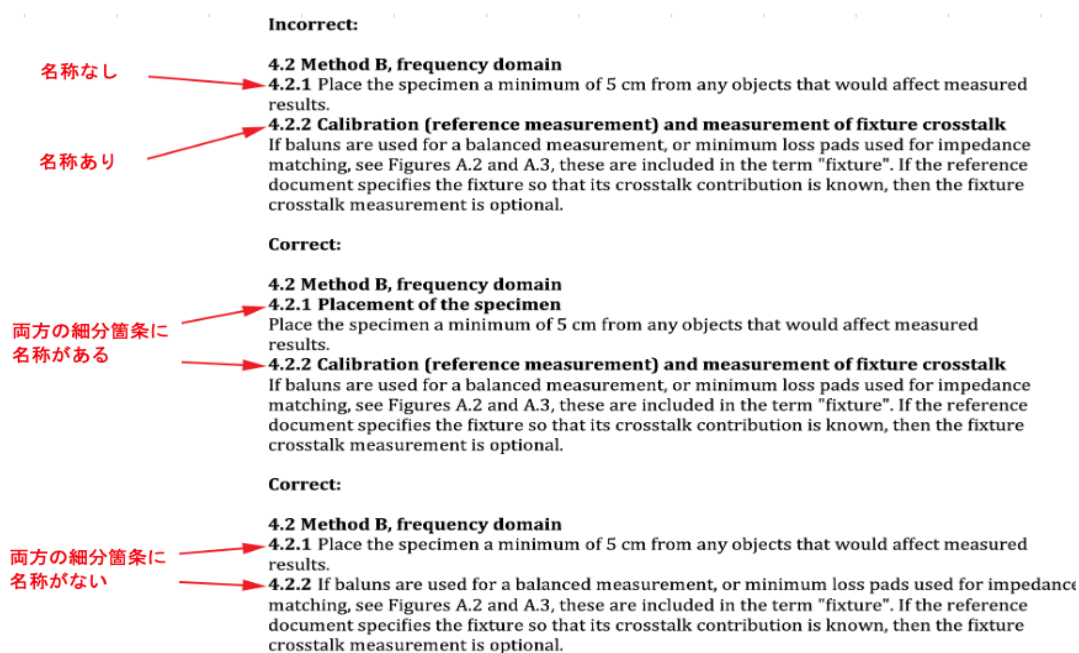 Incorrect:
4.2 Method B, frequency domain
名称なし
4.2.1 Place the specimen a minimum of 5 cm from any objects that would affect measured
results.
4.2.2 Calibration (reference measurement) and measurement of fixture crosstalk
名称あり
If baluns are used for a balanced measurement, or minimum loss pads used for impedance
matching, see Figures A.2 and A.3, these are included in the term "fixture". If the reference
document specifies the fixture so that its crosstalk contribution is known, then the fixture
crosstalk measurement is optional.
Correct:
4.2 Method B, frequency domain
4.2.1 Placement of the specimen
両方の細分箇条に
名称がある
Place the specimen a minimum of 5 cm from any objects that would affect measured
results.
4.2.2 Calibration (reference measurement) and measurement of fixture crosstalk
If baluns are used for a balanced measurement, or minimum loss pads used for impedance
matching, see Figures A.2 and A.3, these are included in the term "fixture". If the reference
document specifies the fixture so that its crosstalk contribution is known, then the fixture
crosstalk measurement is optional.
Correct:
4.2 Method B, frequency domain
両方の細分箇条に
名称がない
4.2.1 Place the specimen a minimum of 5 cm from any objects that would affect measured
results.
4.2.2 If baluns are used for a balanced measurement, or minimum loss pads used for impedance
matching, see Figures A.2 and A.3, these are included in the term "fixture". If the reference
document specifies the fixture so that its crosstalk contribution is known, then the fixture
crosstalk measurement is optional.